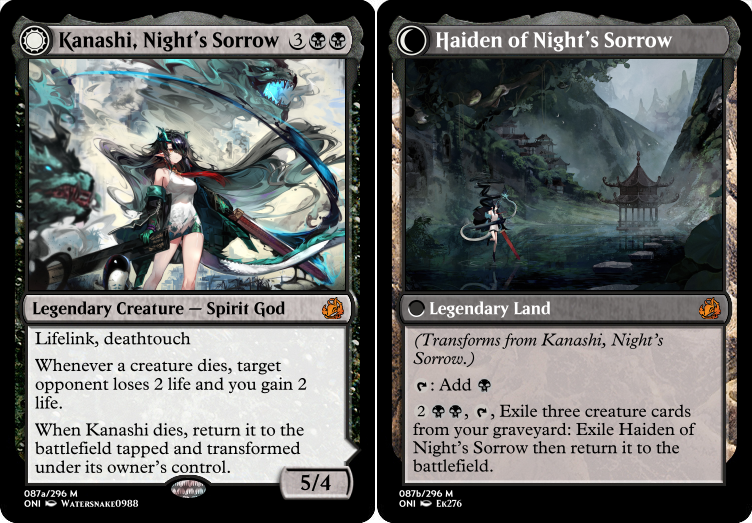 Kanashi, Night's Sorrow 3
Legendary Creature — Spirit God
Lifelink, deathtouch
Whenever a creature dies, target
opponent loses 2 life and you gain 2
life.
When Kanashi dies, return it to the
battlefield tapped and transformed
under its owner's control.
5/4
087a/296 M
ONI Watersnake0988
Haiden of Night's Sorrow
Legendary Land
(Transforms from Kanashi, Night's
Sorrow.)
: Add
2 , , Exile three creature cards
from your graveyard: Exile Haiden of
Night's Sorrow then return it to the
battlefield.
087b/296 M
ONI Ek276